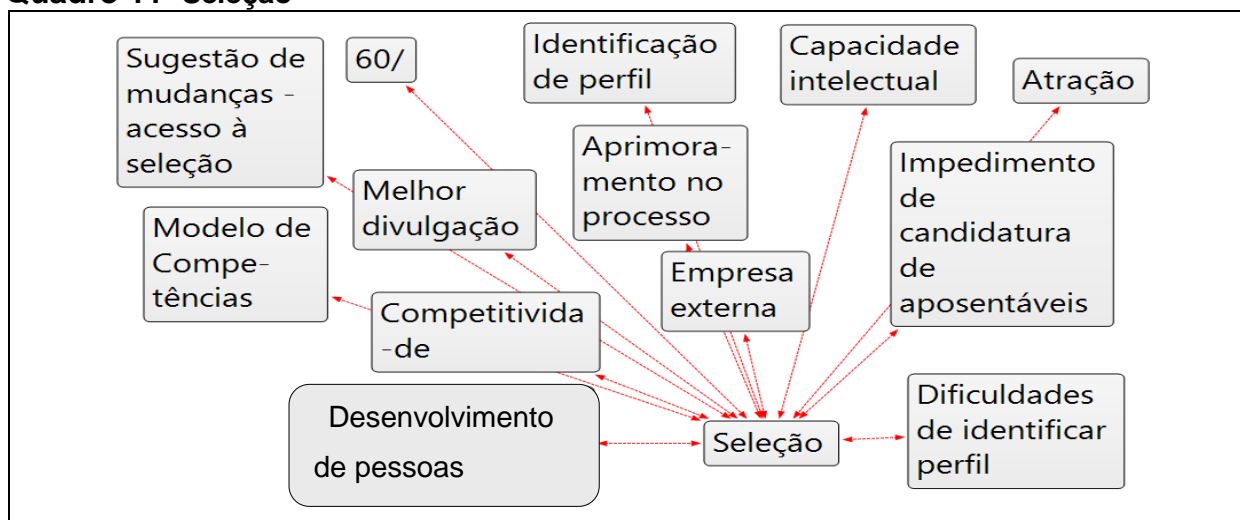 Seleção
Sugestão de
mudanças -
acesso à
seleção
60/
Identificação
de perfil
Capacidade
intelectual
Atração
Aprimora-
mento no
processo
Impedimento
de
candidatura
de
aposentáveis
Melhor
divulgação
Modelo de
Compe-
tências
Empresa
externa
Competitivida
-de
Desenvolvimento
de pessoas
Seleção
Dificuldades
de identificar
perfil